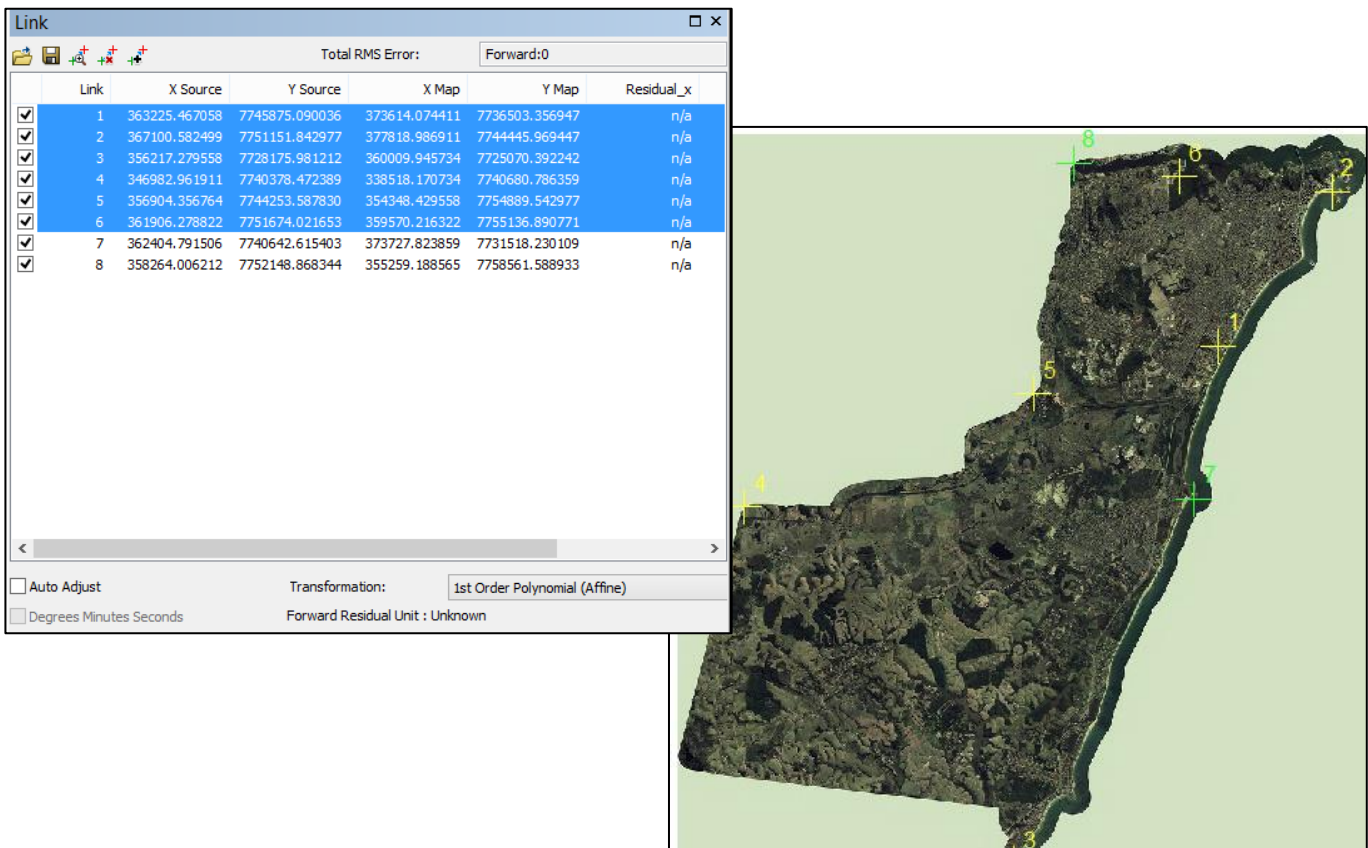 Link
Total RMS Error: Forward:0
Link X Source Y Source X Map Y Map Residual_x
1 363225.467058 7745875.090036 373614.074411 7736503.356947 n/a
2 367100.582499 7751151.842977 377818.986911 7744445.969447 n/a
3 356217.279558 7728175.981212 360009.945734 7725070.392242 n/a
4 346982.961911 7740378.472389 338518.170734 7740680.786359 n/a
5 356904.356764 7744253.587830 354348.429558 7754889.542977 n/a
6 361906.278822 7751674.021653 359570.216322 7755136.890771 n/a
7 362404.791506 7740642.615403 373727.823859 7731518.230109 n/a
8 358264.006212 7752148.868344 355259.188565 7758561.588933 n/a
Auto Adjust Transformation: 1st Order Polynomial (Affine)
Degrees Minutes Seconds Forward Residual Unit : Unknown
8
6
2
1
5
7
4
3